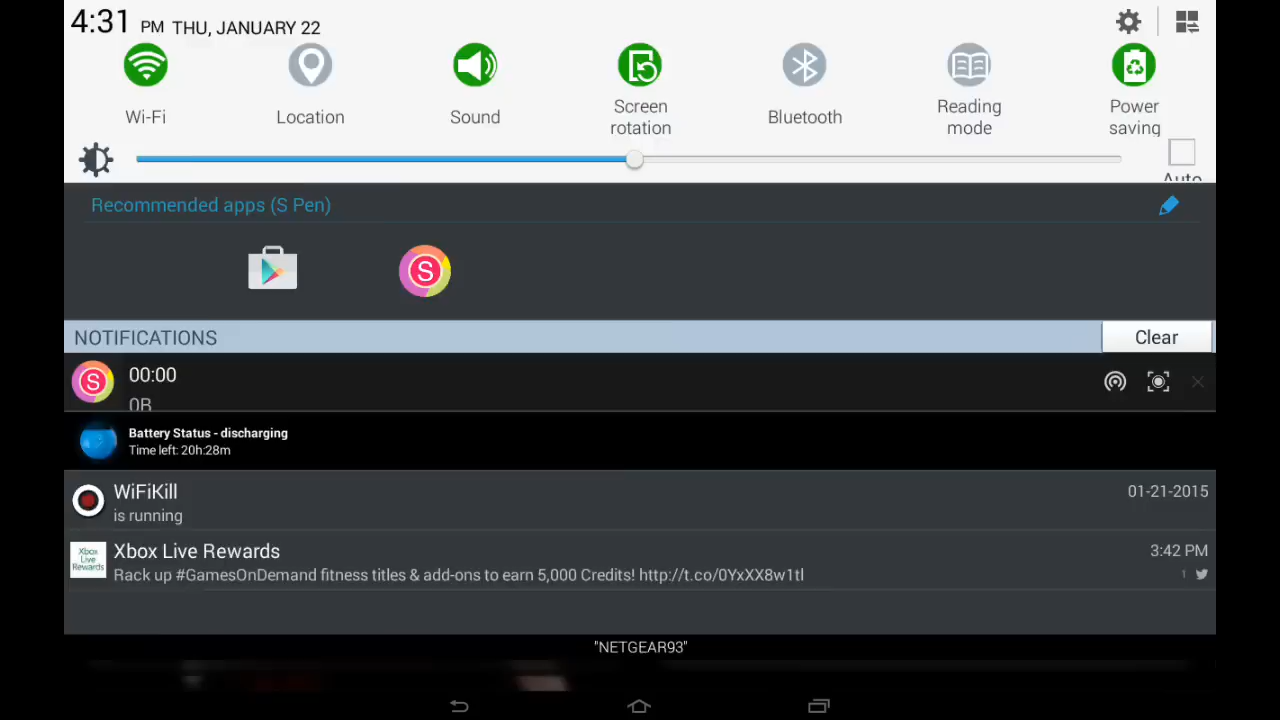 4:31 PM THU, JANUARY 22
Wi-Fi
Location
Sound
Screen
rotation
Bluetooth
Reading
mode
Power
saving
Auto
Recommended apps (S Pen)
S
NOTIFICATIONS
Clear
S
00:00
0B
Battery Status - discharging
Time left: 20h:28m
WiFiKill
01-21-2015
is running
Xbox
Live
Rewards
Xbox Live Rewards
3:42 PM
Rack up #GamesOnDemand fitness titles & add-ons to earn 5,000 Credits! http://t.co/0YxXX8w1tl
1
"NETGEAR93"